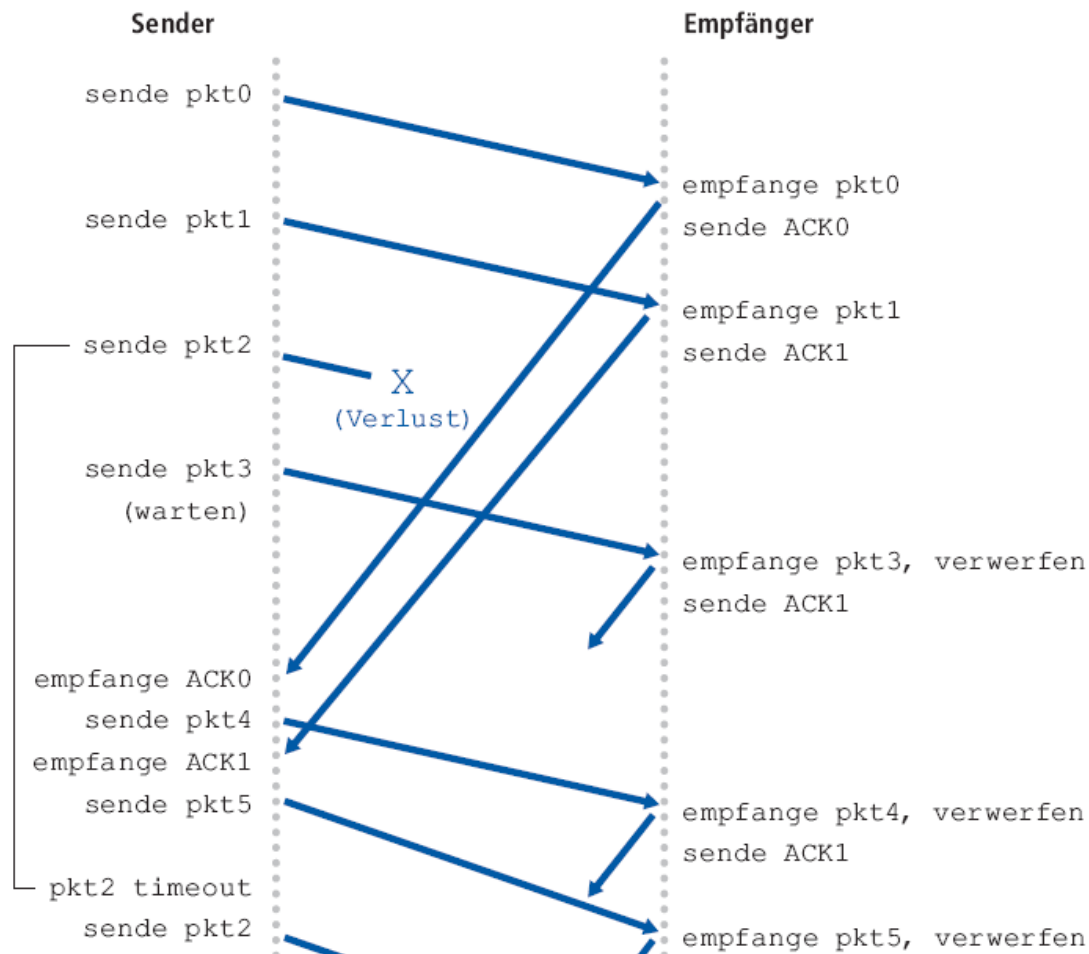 Sender
Empfänger
sende pkt0
empfange pkt0
sende pkt1
sende ACK0
empfange pkt1
sende pkt2
sende ACK1
X
(Verlust)
sende pkt3
(warten)
empfange pkt3, verwerfen
sende ACK1
empfange ACK0
sende pkt4
empfange ACK1
sende pkt5
empfange pkt4, verwerfen
sende ACK1
pkt2 timeout
sende pkt2
empfange pkt5, verwerfen